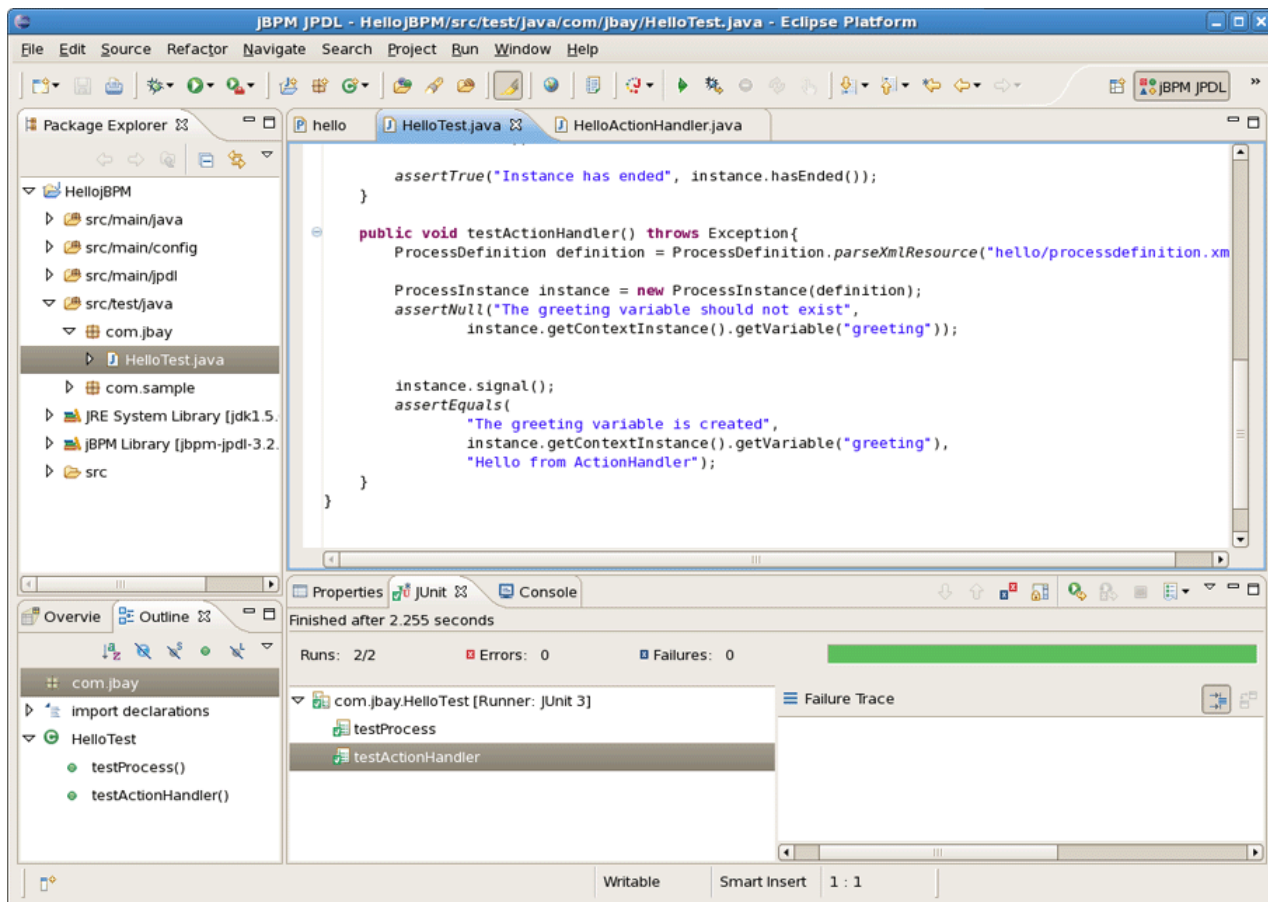 jBPM JPDL - HellojBPM/src/test/java/com/jbay/HelloTest.java - Eclipse Platform
File Edit Source Refactor Navigate Search Project Run Window Help
jBPM JPDL
Package Explorer
HellojBPM
src/main/java
src/main/config
src/main/jpdl
src/test/java
com.jbay
HelloTest.java
com.sample
JRE System Library [jdk1.5.
jBPM Library [jbpm-jpdl-3.2.
src
hello HelloTest.java HelloActionHandler.java
assertTrue("Instance has ended", instance.hasEnded());
}
public void testActionHandler() throws Exception{
ProcessDefinition definition = ProcessDefinition.parseXmlResource("hello/processdefinition.xm
ProcessInstance instance = new ProcessInstance(definition);
assertNull("The greeting variable should not exist",
instance.getContextInstance().getVariable("greeting"));
instance.signal();
assertEquals(
"The greeting variable is created",
instance.getContextInstance().getVariable("greeting"),
"Hello from ActionHandler");
}
}
Overvie Outline
com.jbay
import declarations
HelloTest
testProcess()
testActionHandler()
Properties JUnit Console
Finished after 2.255 seconds
Runs: 2/2 Errors: 0 Failures: 0
com.jbay.HelloTest [Runner: JUnit 3]
testProcess
testActionHandler
Failure Trace
Writable Smart Insert 1 : 1